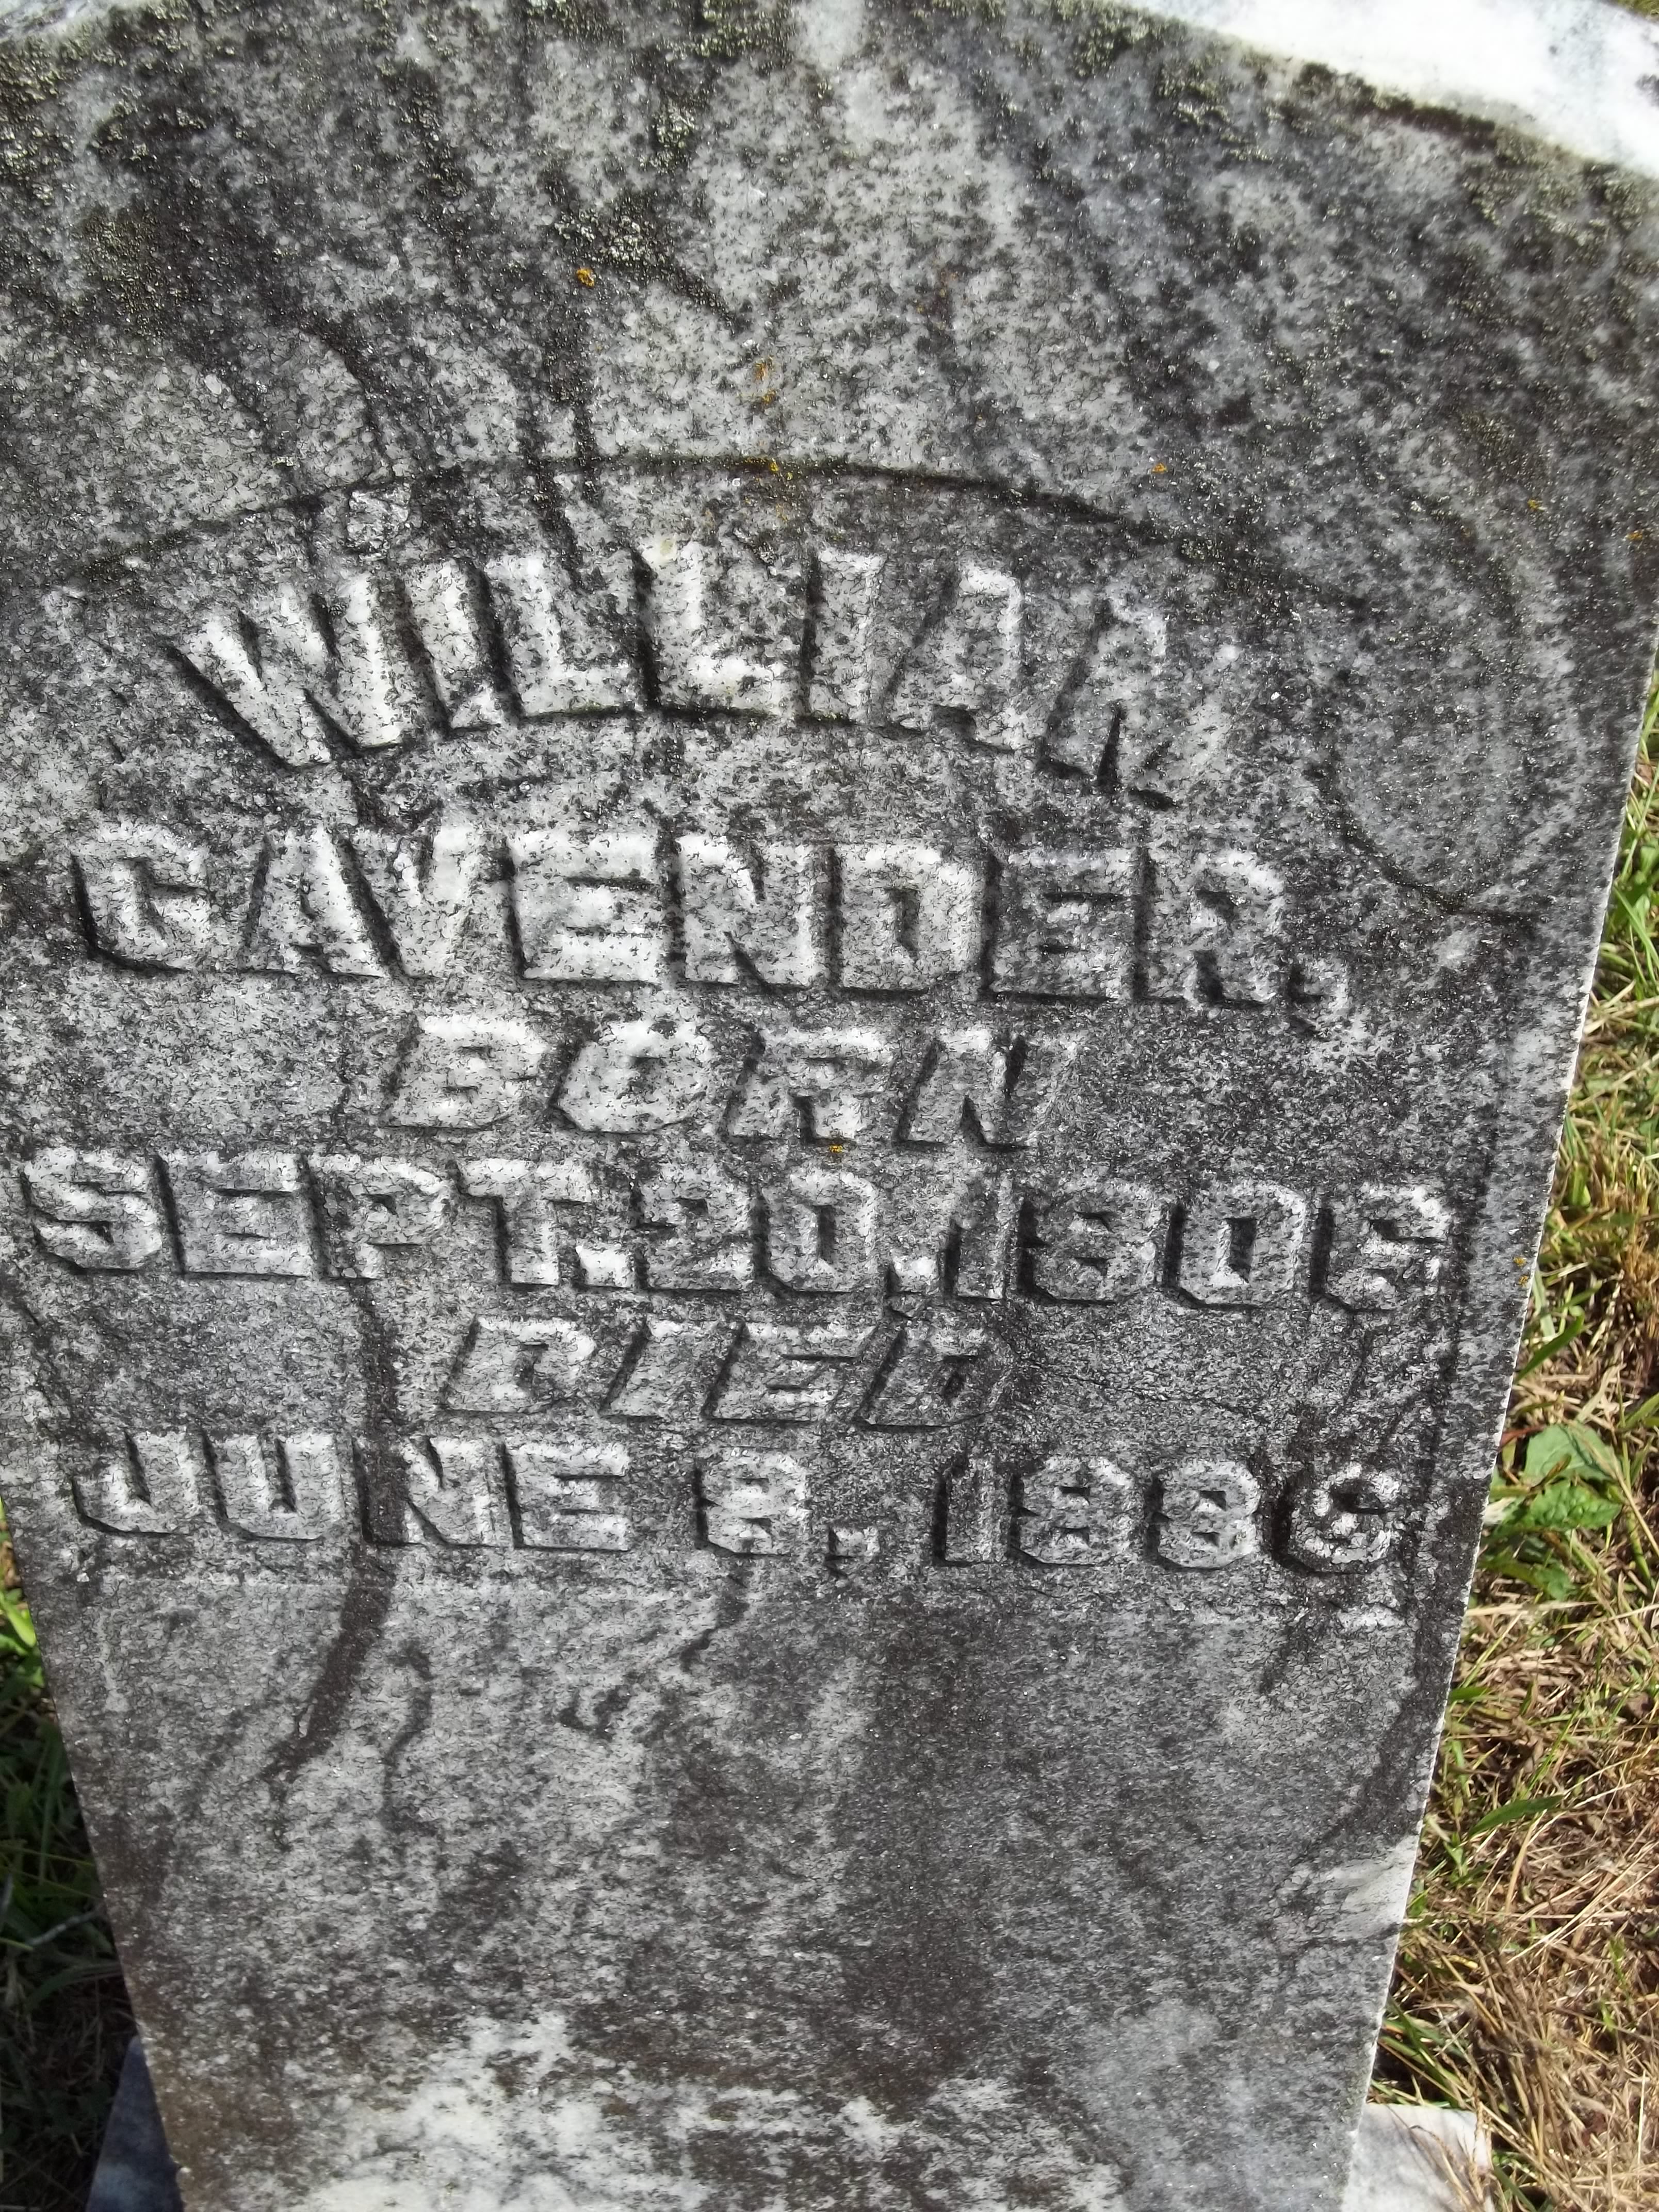 WILLIAM
CAVENDER,
BORN
SEPT. 20, 1806
DIED
JUNE 8, 1886